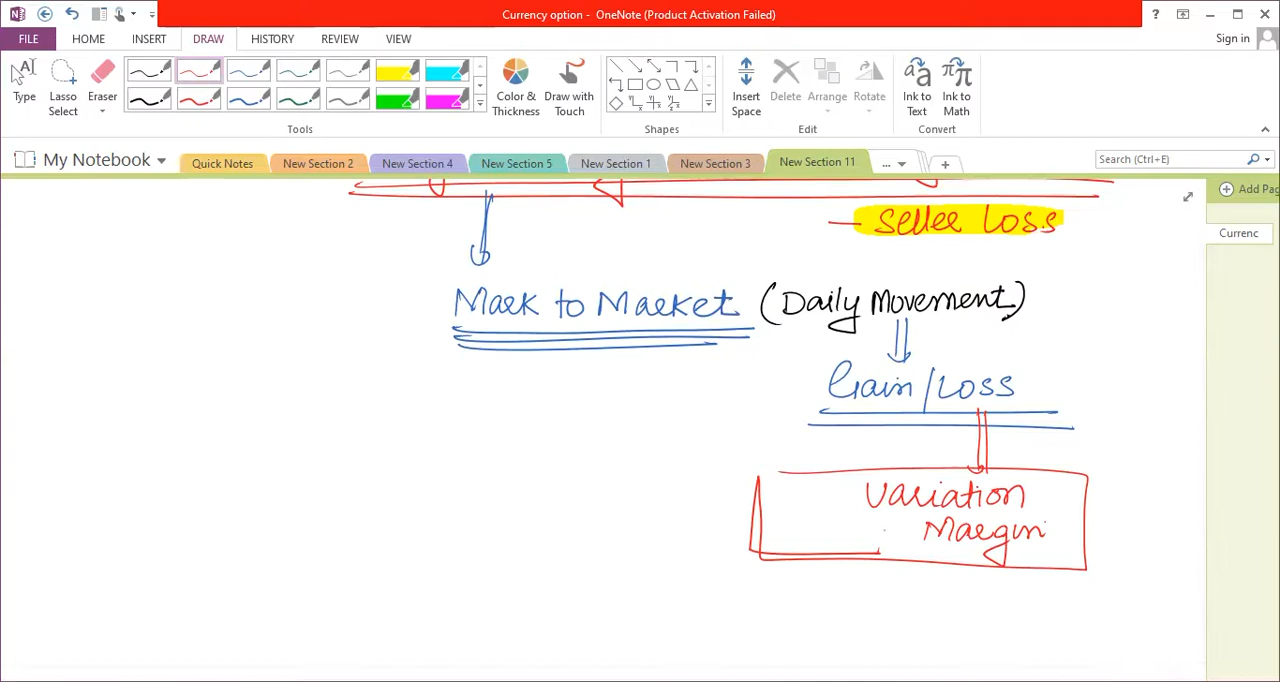 Currency option - OneNote (Product Activation Failed)
?
FILE HOME INSERT DRAW HISTORY REVIEW VIEW
Sign in
Type Lasso Select Eraser Color & Thickness Draw with Touch Insert Space Delete Arrange Rotate Ink to Text Ink to Math
Tools Shapes Edit Convert
My Notebook Quick Notes New Section 2 New Section 4 New Section 5 New Section 1 New Section 3 New Section 11 ... + Search (Ctrl+E)
Add Pag
Currenc
- Seller Loss
Mark to Market (Daily Movement)
Gain/Loss
Variation
Margin